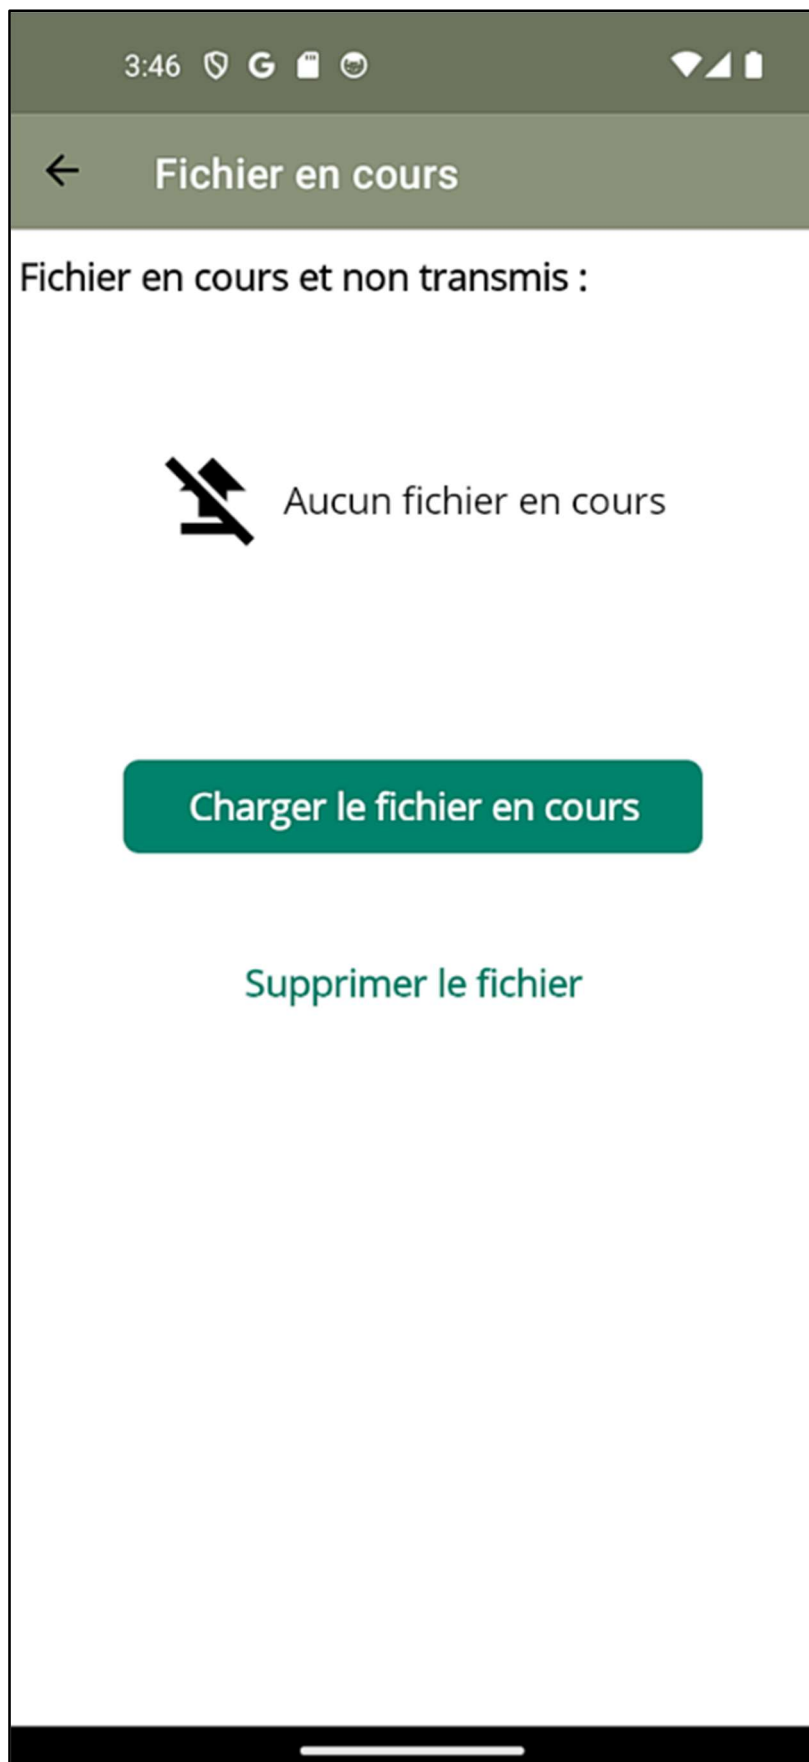 3:46
Fichier en cours
Fichier en cours et non transmis :
Aucun fichier en cours
Charger le fichier en cours
Supprimer le fichier